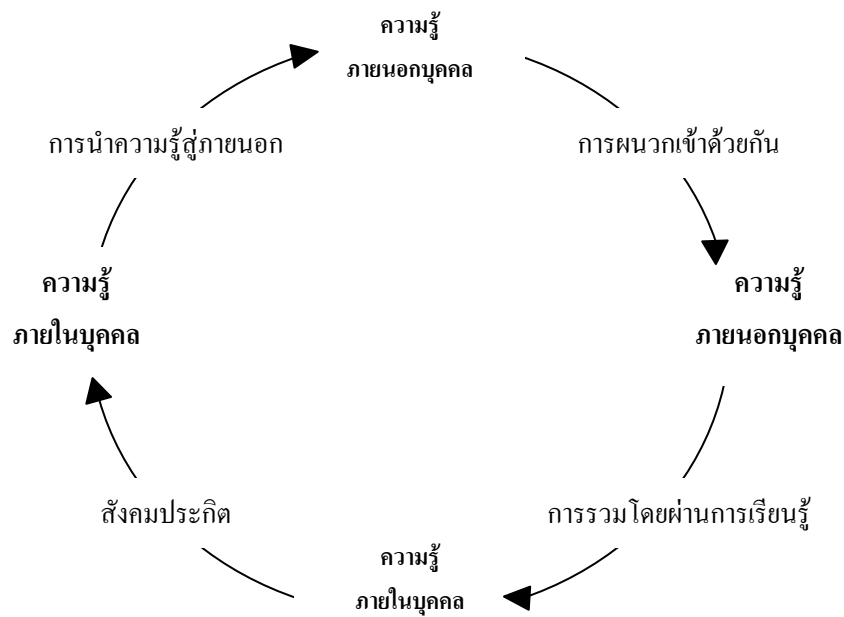 ความรู้
ภายนอกบุคคล
การนำความรู้สู่ภายนอก
การผนวกเข้าด้วยกัน
ความรู้
ภายในบุคคล
ความรู้
ภายนอกบุคคล
สังคมประกิต
การรวมโดยผ่านการเรียนรู้
ความรู้
ภายในบุคคล